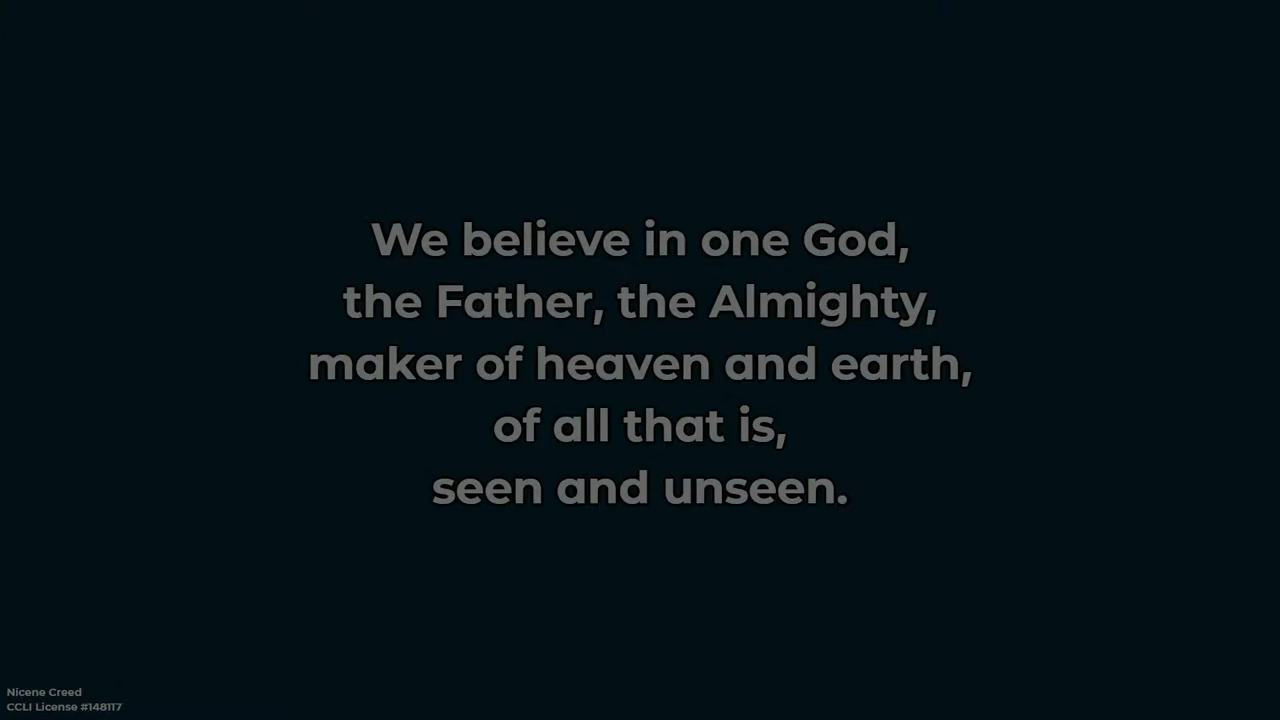 We believe in one God,
the Father, the Almighty,
maker of heaven and earth,
of all that is,
seen and unseen.
Nicene Creed
CCLI License #148117